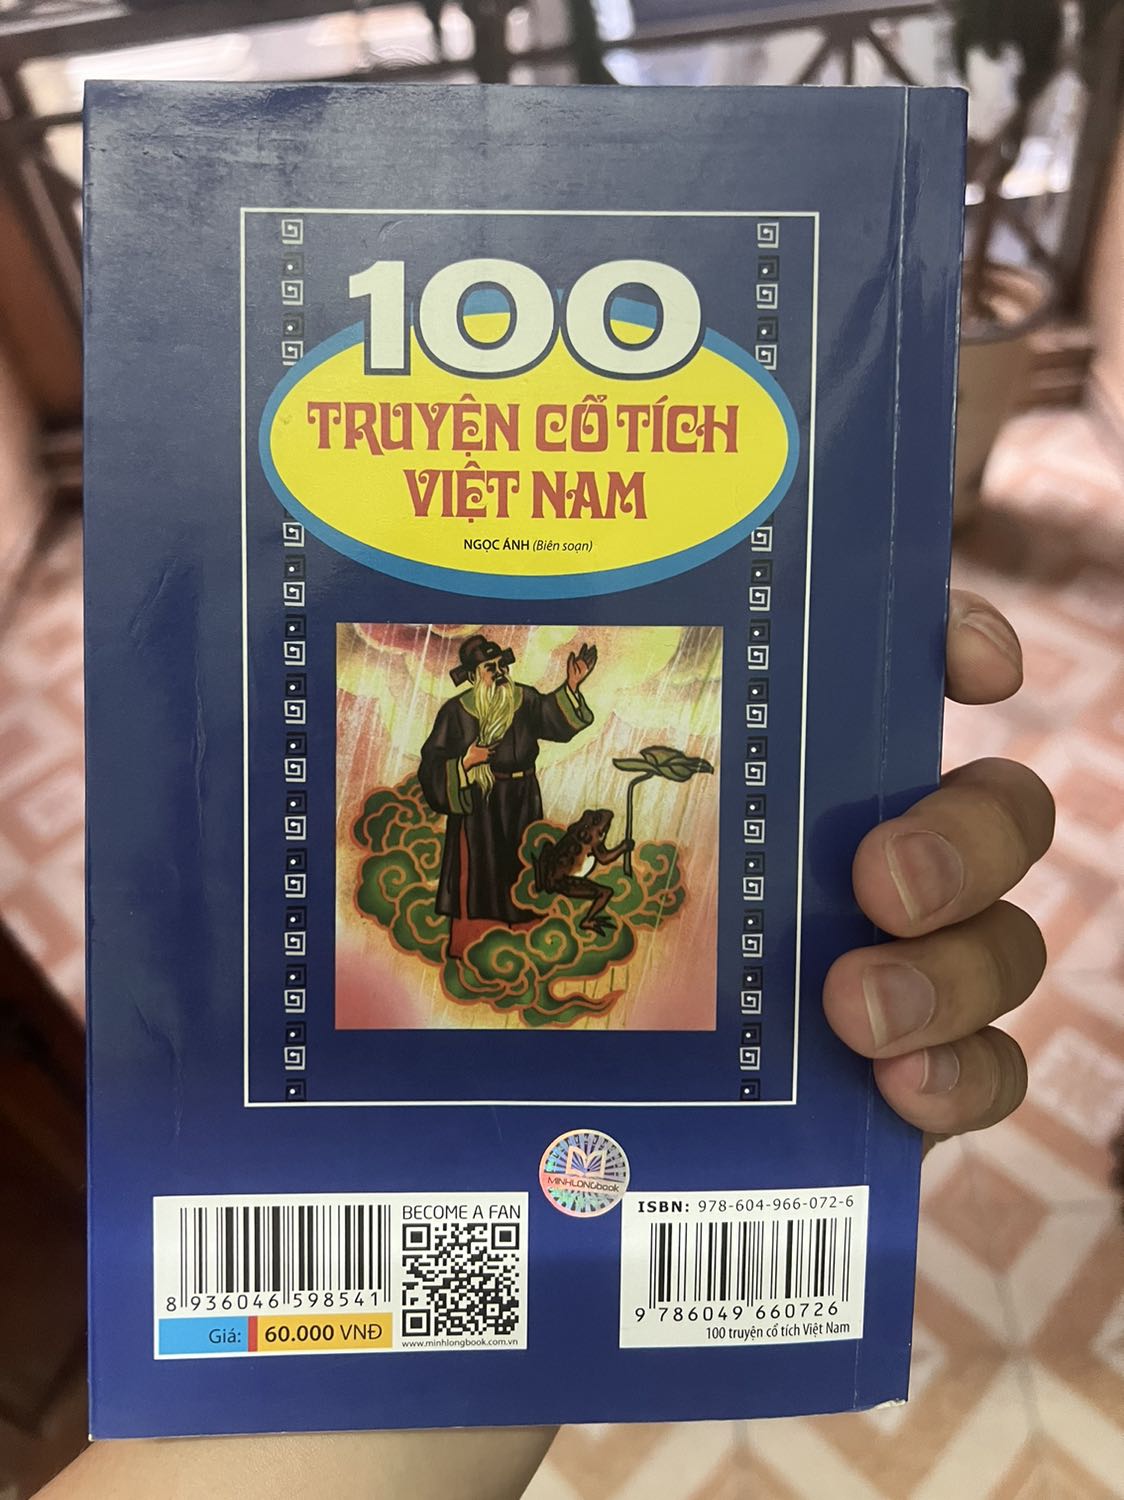 100
TRUYỆN CỔ TÍCH
VIỆT NAM
NGỌC ÁNH (Biên soạn)
MINHLONGbook
BECOME A FAN
8 936046 598541
Giá: 60.000 VNĐ
www.minhlongbook.com.vn
ISBN: 978-604-966-072-6
9 786049 660726
100 truyện cổ tích Việt Nam